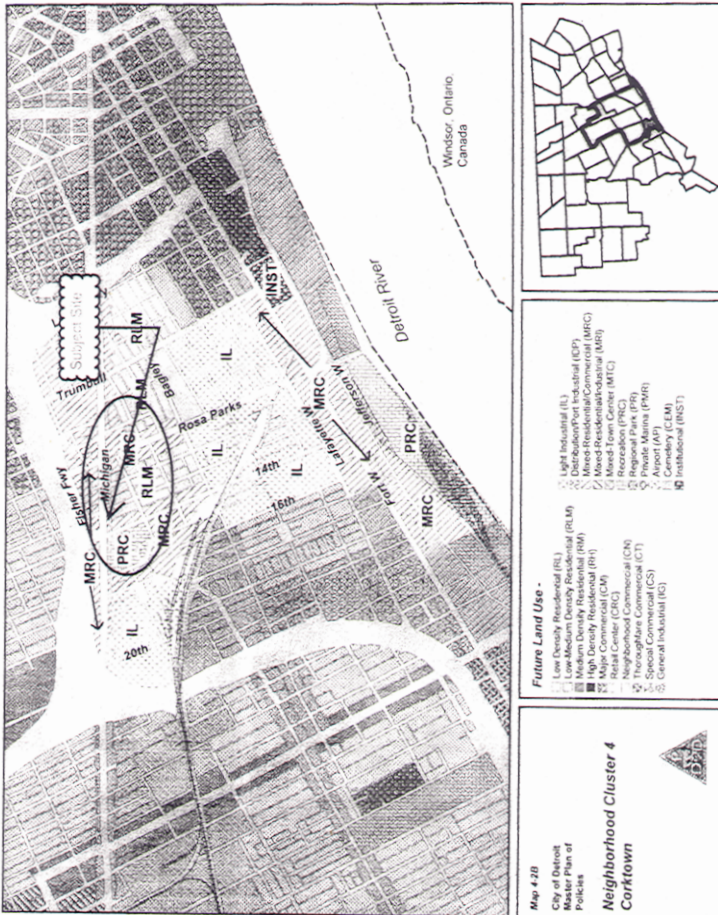 Windsor, Ontario,
Canada
Detroit River
Subject Site
Trumbull
RLM
RLM
Bagley
IL
INST
Rosa Parks
Fisher Fwy
Michigan
MRC
RLM
MRC
PRC
MRC
IL
20th
IL
14th
IL
16th
MRC
Lafayette W
Jefferson W
Fort W
PRC
MRC
Map 4-2B
City of Detroit
Master Plan of
Policies
Neighborhood Cluster 4
Corktown
Future Land Use -
Low Density Residential (RL)
Low-Medium Density Residential (RLM)
Medium Density Residential (RM)
High Density Residential (RH)
Major Commercial (CM)
Retail Center (CRC)
Neighborhood Commercial (CN)
Thoroughfare Commercial (CT)
Special Commercial (CS)
General Industrial (IG)
Light Industrial (IL)
Distribution/Port Industrial (IDP)
Mixed-Residential/Commercial (MRC)
Mixed-Residential/Industrial (MRI)
Mixed-Town Center (MTC)
Recreation (PRC)
Regional Park (PR)
Private Marina (PMR)
Airport (AP)
Cemetery (CEM)
Institutional (INST)